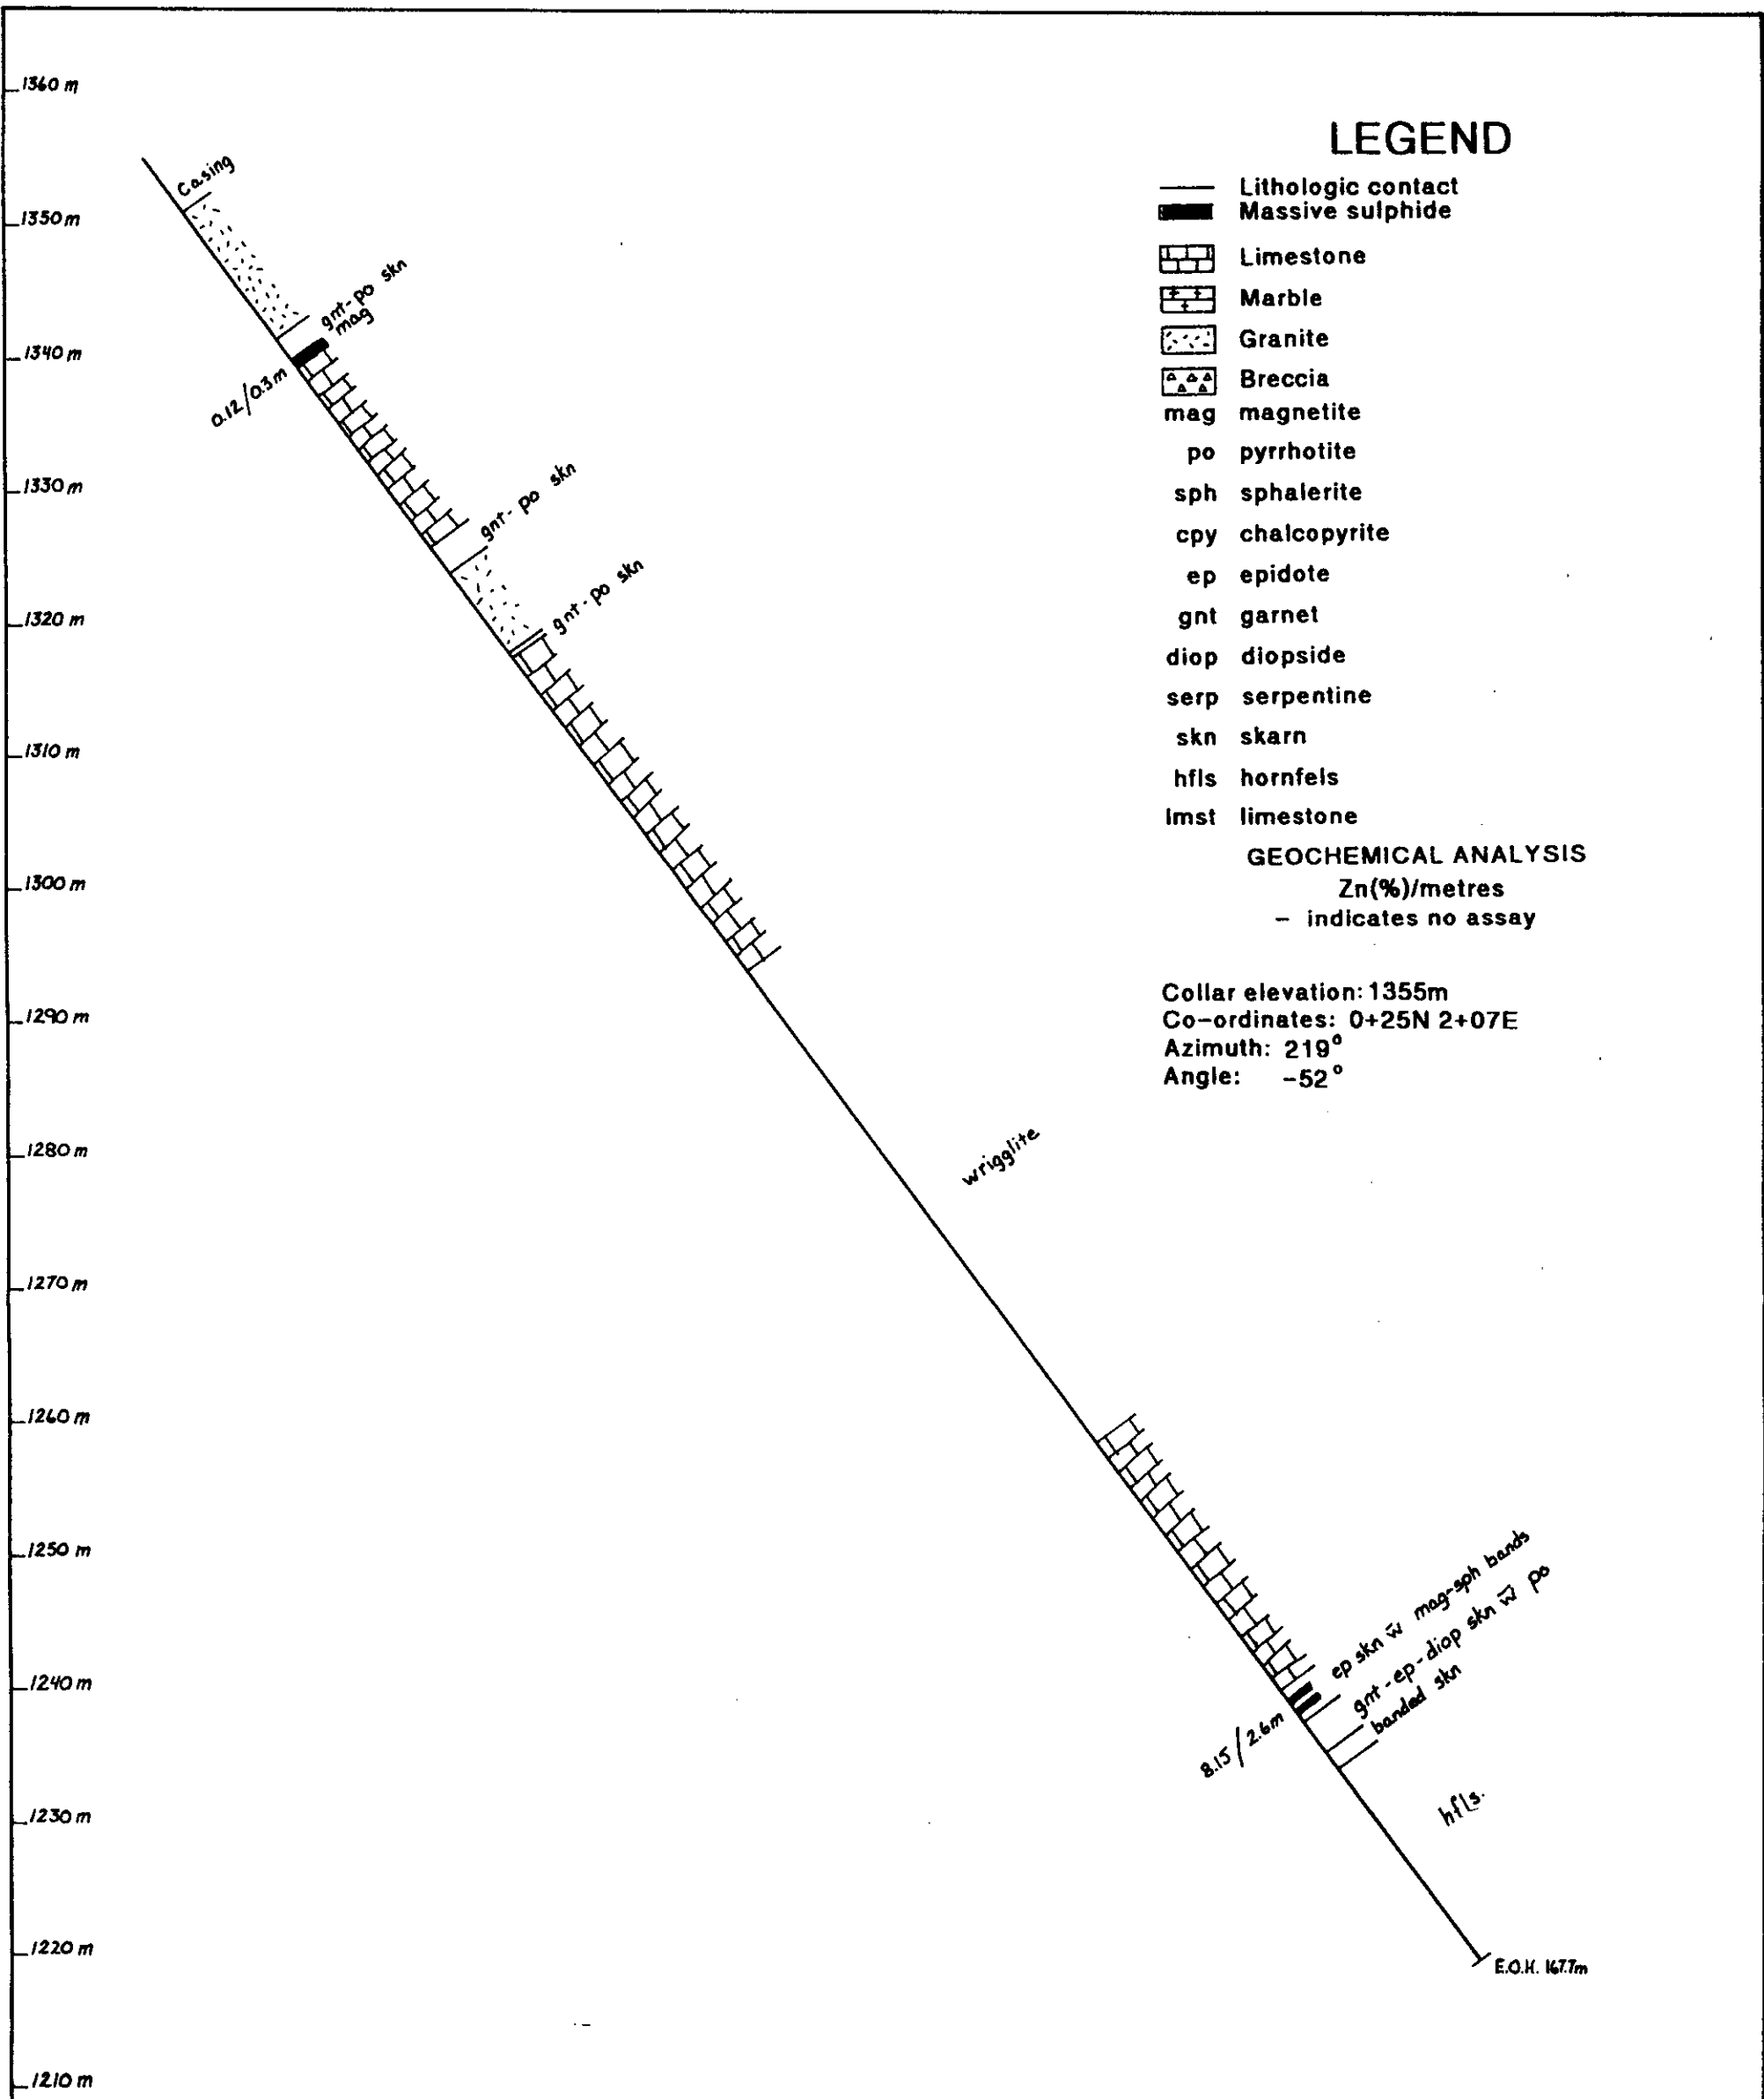 1360 m
1350 m
1340 m
1330 m
1320 m
1310 m
1300 m
1290 m
1280 m
1270 m
1260 m
1250 m
1240 m
1230 m
1220 m
1210 m
Casing
gnt-po skn
mag
0.12/0.3m
gnt-po skn
gnt-po skn
wrigglite
ep skn w̄ mag-sph bands
gnt-ep-diop skn w̄ po
banded skn
8.15/2.6m
hfls.
E.O.H. 167.7m
LEGEND
Lithologic contact
Massive sulphide
Limestone
Marble
Granite
Breccia
mag magnetite
po pyrrhotite
sph sphalerite
cpy chalcopyrite
ep epidote
gnt garnet
diop diopside
serp serpentine
skn skarn
hfls hornfels
lmst limestone
GEOCHEMICAL ANALYSIS
Zn(%)/metres
– indicates no assay
Collar elevation: 1355m
Co-ordinates: 0+25N 2+07E
Azimuth: 219°
Angle: -52°